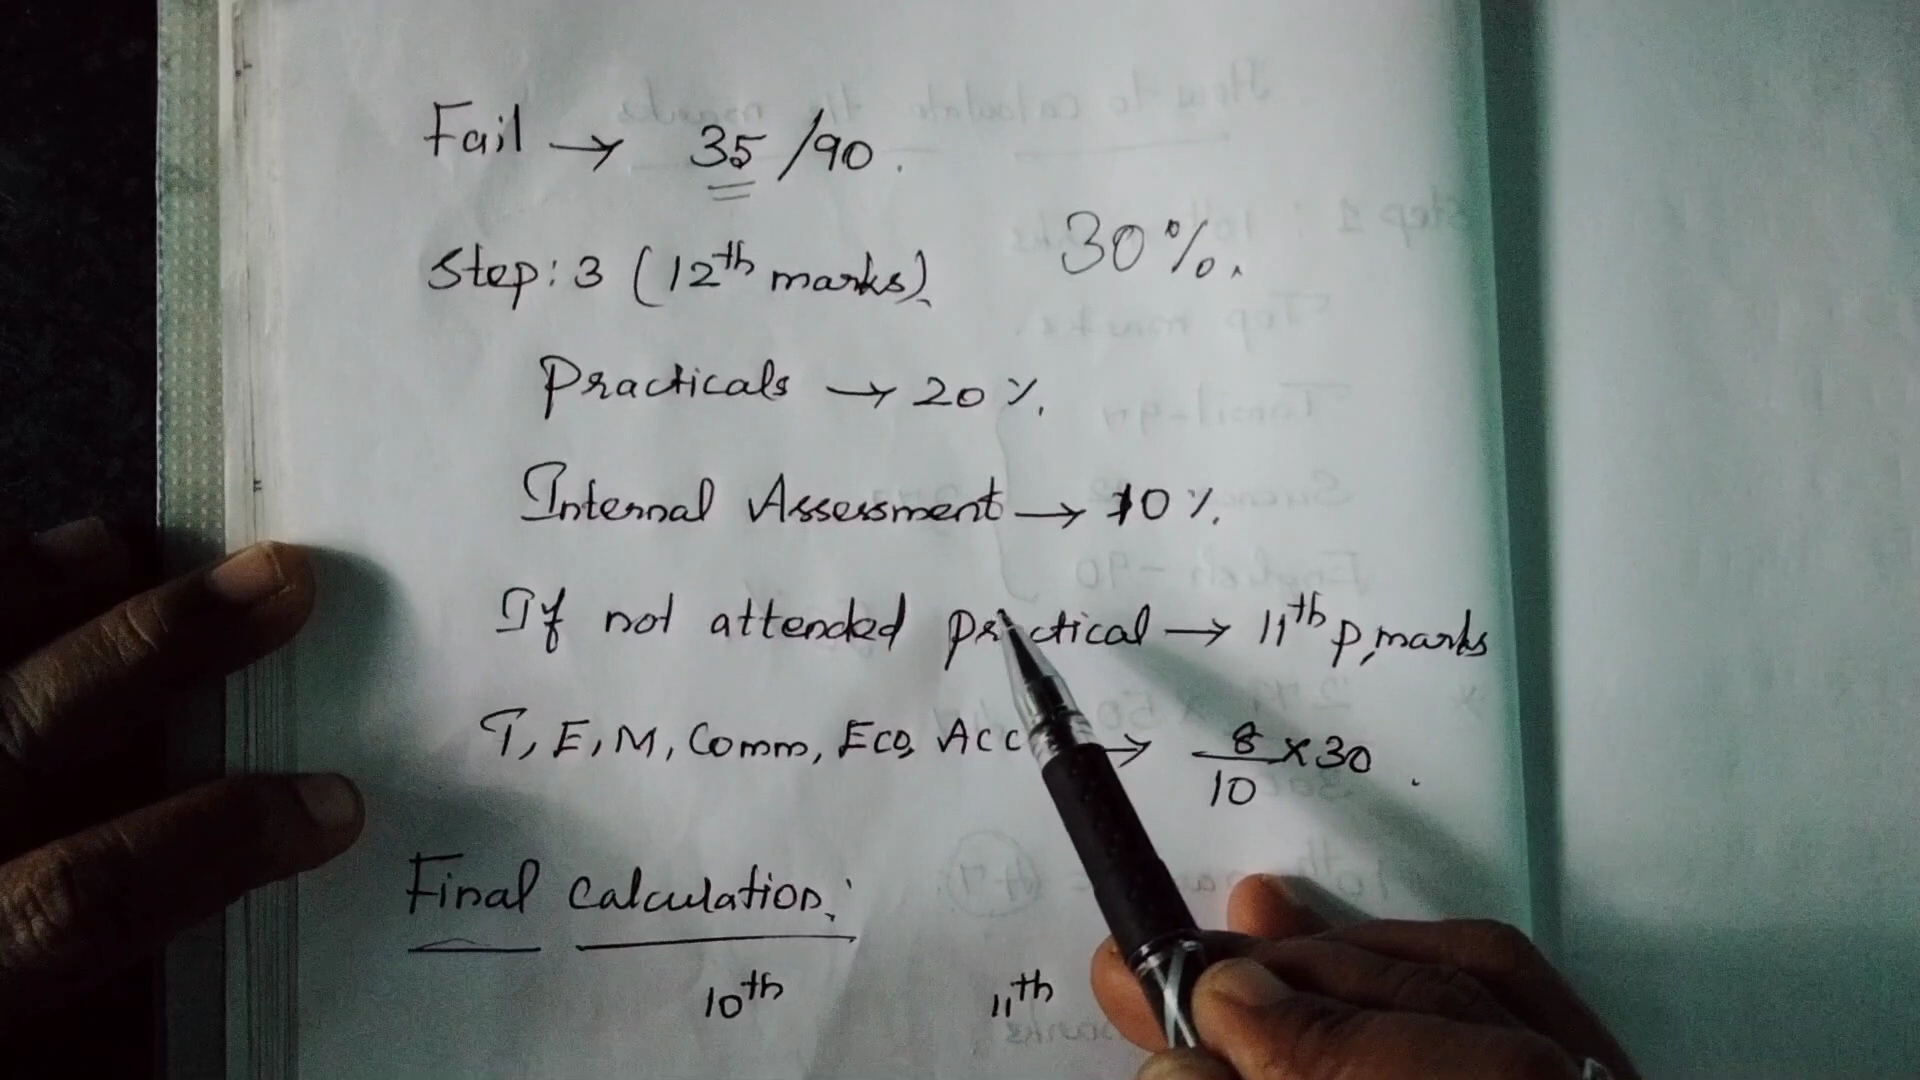 Fail → 35/90.
30%.
Step: 3 (12th marks).
Practicals → 20%.
Internal Assessment → 10%.
If not attended practical → 11th p, marks
T, E, M, Comm, Eco, Acc → 8/10 x 30.
Final Calculation:
10th 11th